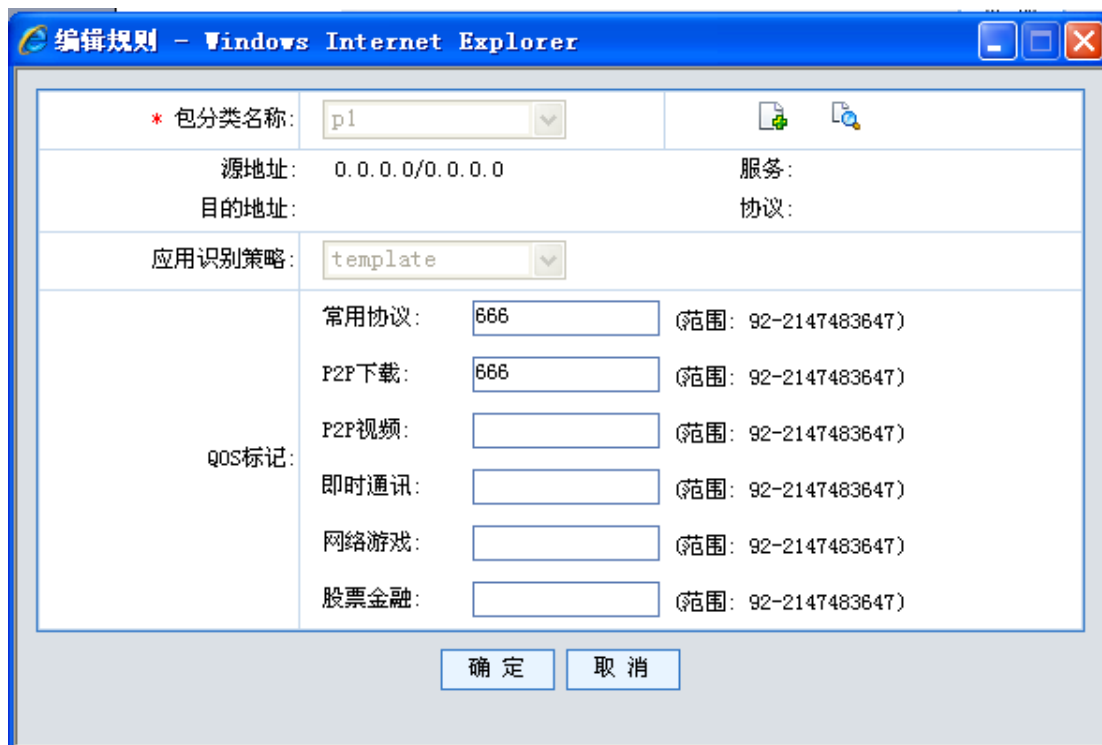 编辑规则 - Windows Internet Explorer
* 包分类名称: p1
源地址: 0.0.0.0/0.0.0.0 服务:
目的地址: 协议:
应用识别策略: template
常用协议: 666 (范围: 92-2147483647)
P2P下载: 666 (范围: 92-2147483647)
P2P视频: (范围: 92-2147483647)
QOS标记:
即时通讯: (范围: 92-2147483647)
网络游戏: (范围: 92-2147483647)
股票金融: (范围: 92-2147483647)
确 定 取 消